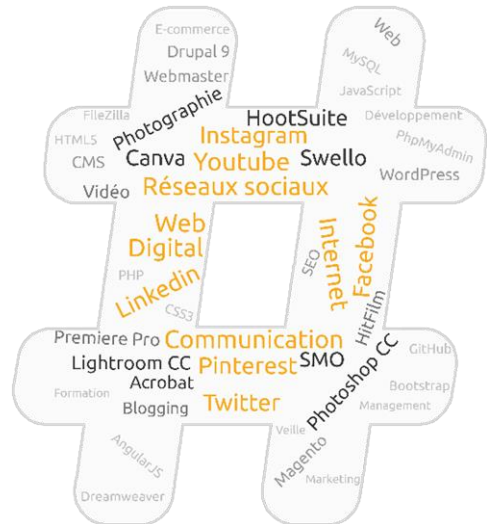 E-commerce
Drupal 9
Webmaster
Web
MySQL
JavaScript
FileZilla
Photographie
HootSuite
Développement
HTML5
Instagram
PhpMyAdmin
CMS
Canva
Youtube
Swello
WordPress
Vidéo
Réseaux sociaux
Web
Digital
SEO
Internet
Facebook
PHP
Linkedin
CSS3
HitFilm
Premiere Pro
Communication
GitHub
Lightroom CC
Pinterest
SMO
Photoshop CC
Acrobat
Bootstrap
Formation
Blogging
Twitter
Management
Veille
AngularJS
Magento
Marketing
Dreamweaver